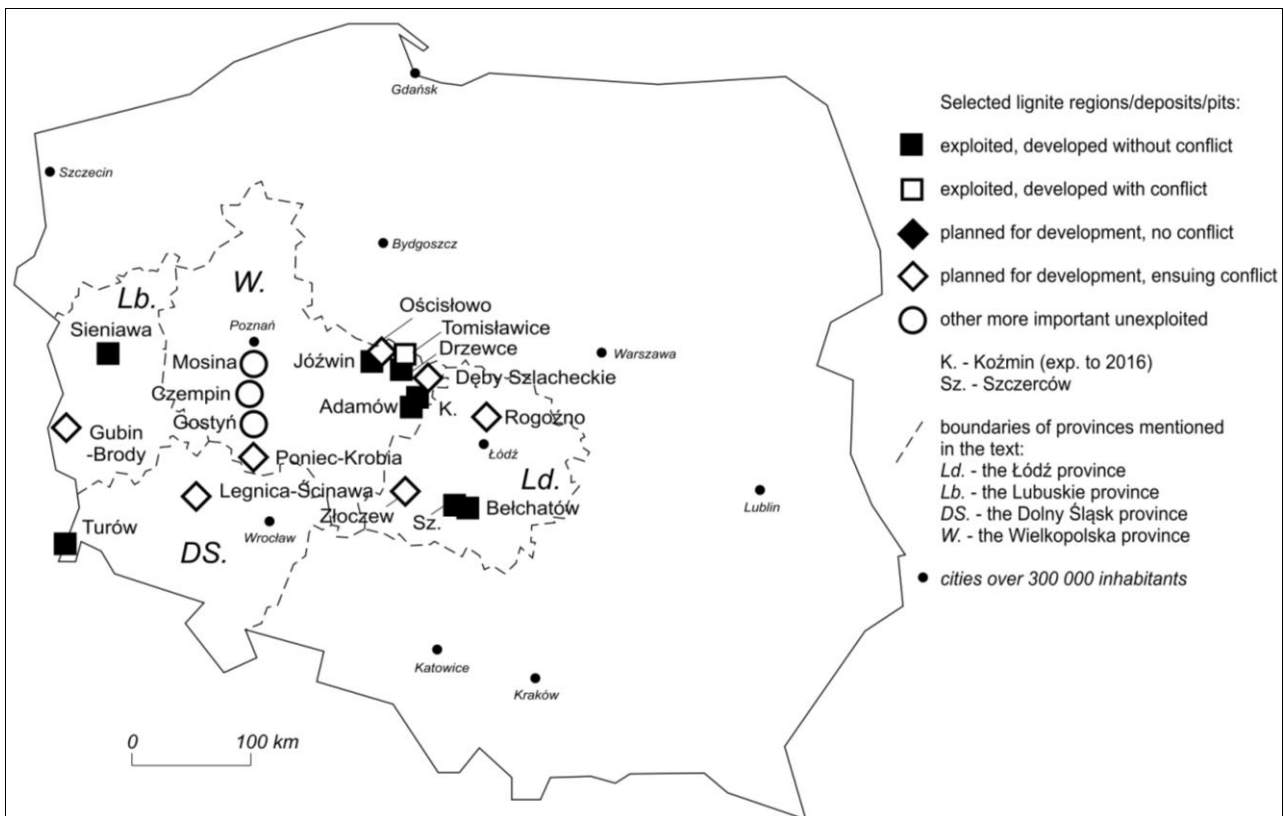 Gdańsk
Szczecin
Bydgoszcz
W.
Lb.
Ościsłowo
Sieniawa
Poznań
Tomisławice
Drzewce
Warszawa
Mosina
Jóźwin
Dęby Szlacheckie
Czempin
Adamów
K.
Gostyń
Rogoźno
Gubin
-Brody
Łódź
Poniec-Krobia
Legnica-Ścinawa
Ld.
Złoczew
Sz.
Bełchatów
Lublin
Turów
Wrocław
DS.
Katowice
Kraków
0 100 km
Selected lignite regions/deposits/pits:
exploited, developed without conflict
exploited, developed with conflict
planned for development, no conflict
planned for development, ensuing conflict
other more important unexploited
K. - Koźmin (exp. to 2016)
Sz. - Szczerców
boundaries of provinces mentioned
in the text:
Ld. - the Łódź province
Lb. - the Lubuskie province
DS. - the Dolny Śląsk province
W. - the Wielkopolska province
cities over 300 000 inhabitants